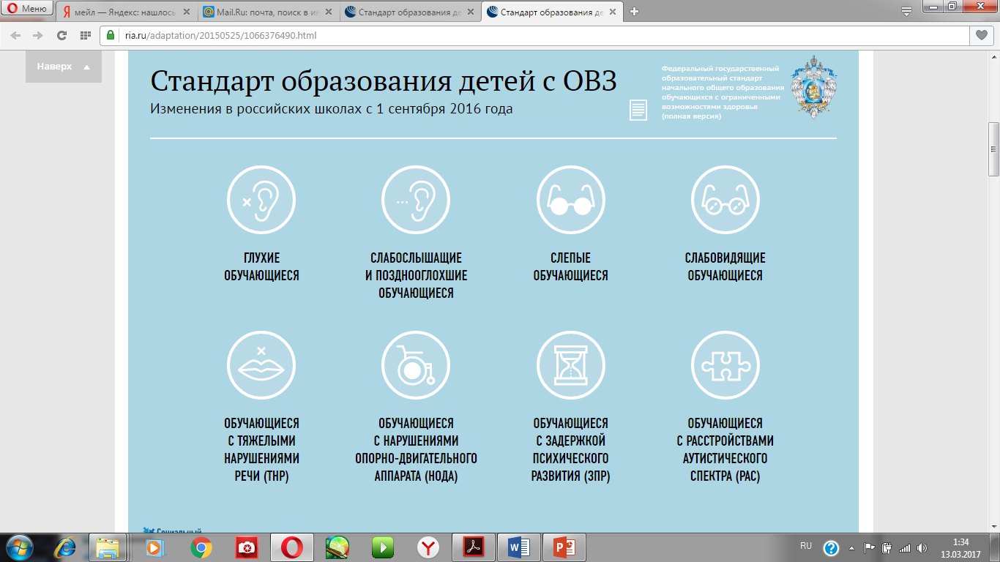 Меню
мейл — Яндекс: нашлось
Mail.Ru: почта, поиск в ин
Стандарт образования де
Стандарт образования де
ria.ru/adaptation/20150525/1066376490.html
Наверх
Стандарт образования детей с ОВЗ
Изменения в российских школах с 1 сентября 2016 года
Федеральный государственный
образовательный стандарт
начального общего образования
обучающихся с ограниченными
возможностями здоровья
(полная версия)
ГЛУХИЕ
ОБУЧАЮЩИЕСЯ
СЛАБОСЛЫШАЩИЕ
И ПОЗДНООГЛОХШИЕ
ОБУЧАЮЩИЕСЯ
СЛЕПЫЕ
ОБУЧАЮЩИЕСЯ
СЛАБОВИДЯЩИЕ
ОБУЧАЮЩИЕСЯ
ОБУЧАЮЩИЕСЯ
С ТЯЖЕЛЫМИ
НАРУШЕНИЯМИ
РЕЧИ (ТНР)
ОБУЧАЮЩИЕСЯ
С НАРУШЕНИЯМИ
ОПОРНО-ДВИГАТЕЛЬНОГО
АППАРАТА (НОДА)
ОБУЧАЮЩИЕСЯ
С ЗАДЕРЖКОЙ
ПСИХИЧЕСКОГО
РАЗВИТИЯ (ЗПР)
ОБУЧАЮЩИЕСЯ
С РАССТРОЙСТВАМИ
АУТИСТИЧЕСКОГО
СПЕКТРА (РАС)
Социальный
RU
1:34
13.03.2017